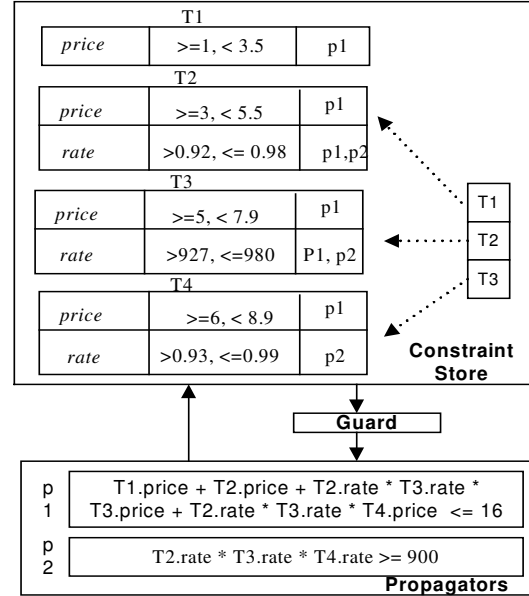 T1
price >=1, < 3.5 p1
T2
price >=3, < 5.5 p1
rate >0.92, <= 0.98 p1,p2
T3
price >=5, < 7.9 p1
rate >927, <=980 P1, p2
T4
price >=6, < 8.9 p1
rate >0.93, <=0.99 p2
T1
T2
T3
Constraint
Store
Guard
p
1
T1.price + T2.price + T2.rate * T3.rate *
T3.price + T2.rate * T3.rate * T4.price <= 16
p
2
T2.rate * T3.rate * T4.rate >= 900
Propagators